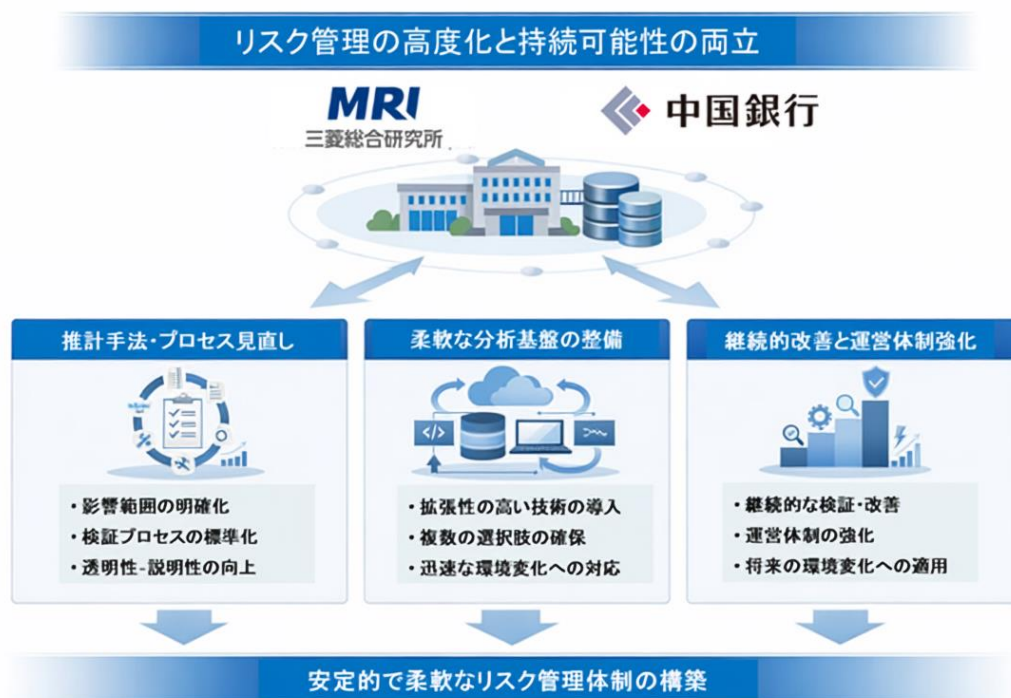 リスク管理の高度化と持続可能性の両立
MRI
三菱総合研究所
中国銀行
推計手法・プロセス見直し
・影響範囲の明確化
・検証プロセスの標準化
・透明性-説明性の向上
柔軟な分析基盤の整備
</>
・拡張性の高い技術の導入
・複数の選択肢の確保
・迅速な環境変化への対応
継続的改善と運営体制強化
・継続的な検証・改善
・運営体制の強化
・将来の環境変化への適用
安定的で柔軟なリスク管理体制の構築